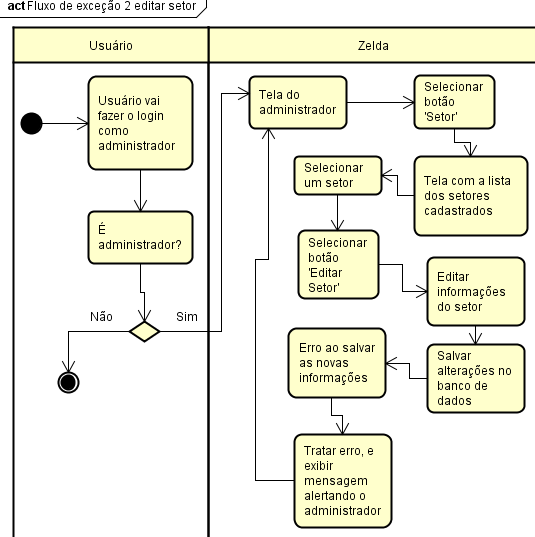 act Fluxo de exceção 2 editar setor
Usuário
Zelda
Usuário vai
fazer o login
como
administrador
É
administrador?
Não
Sim
Tela do
administrador
Selecionar
botão
'Setor'
Tela com a lista
dos setores
cadastrados
Selecionar
um setor
Selecionar
botão
'Editar
Setor'
Editar
informações
do setor
Salvar
alterações no
banco de
dados
Erro ao salvar
as novas
informações
Tratar erro, e
exibir
mensagem
alertando o
administrador